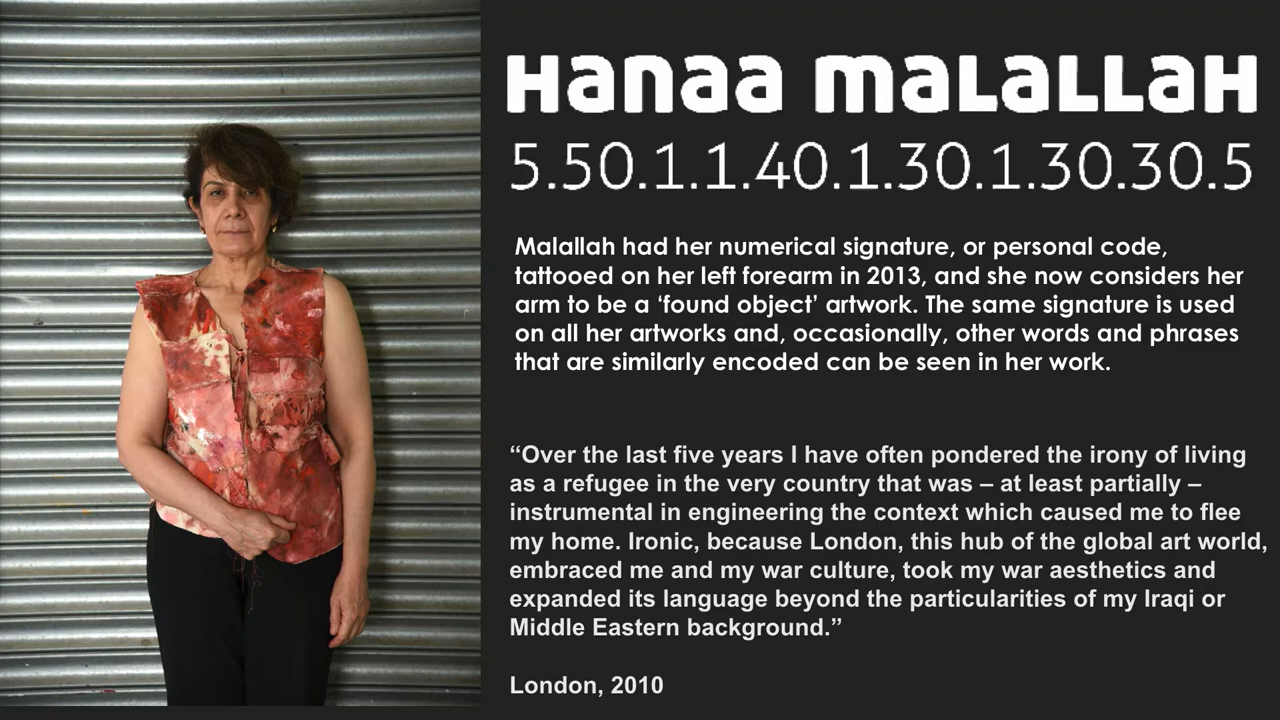 Hanaa Malallah
5.50.1.1.40.1.30.1.30.30.5
Malallah had her numerical signature, or personal code,
tattooed on her left forearm in 2013, and she now considers her
arm to be a ‘found object’ artwork. The same signature is used
on all her artworks and, occasionally, other words and phrases
that are similarly encoded can be seen in her work.
“Over the last five years I have often pondered the irony of living
as a refugee in the very country that was – at least partially –
instrumental in engineering the context which caused me to flee
my home. Ironic, because London, this hub of the global art world,
embraced me and my war culture, took my war aesthetics and
expanded its language beyond the particularities of my Iraqi or
Middle Eastern background.”
London, 2010